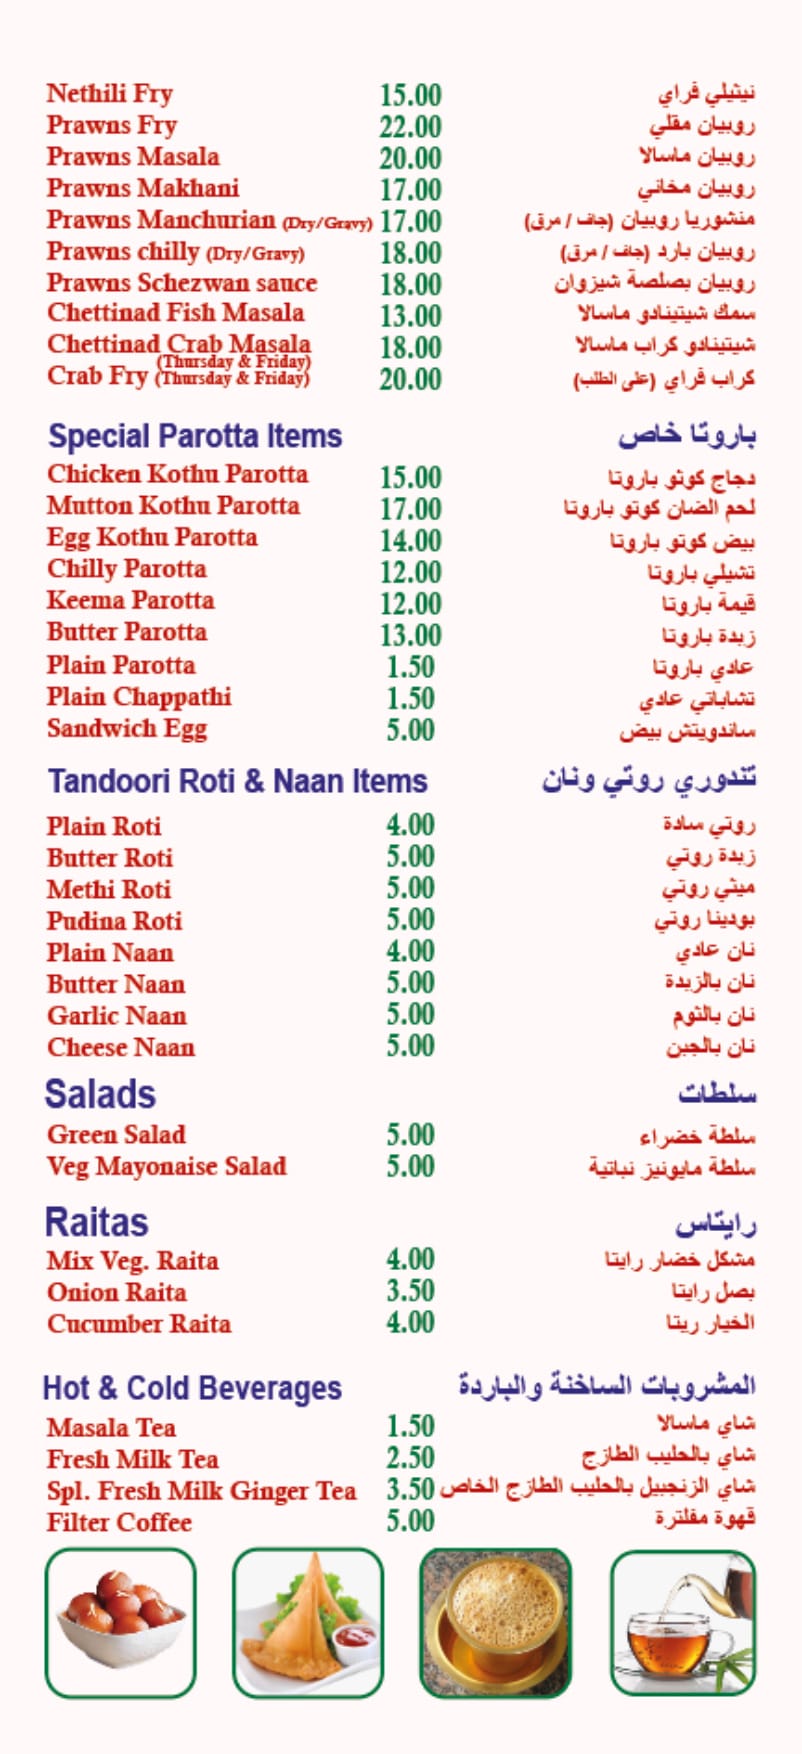 Nethili Fry 15.00 نيثيلي فراي
Prawns Fry 22.00 روبيان مقلي
Prawns Masala 20.00 روبيان ماسالا
Prawns Makhani 17.00 روبيان مخاني
Prawns Manchurian (Dry/Gravy) 17.00 منشوريا روبيان (جاف / مرق)
Prawns chilly (Dry/Gravy) 18.00 روبيان بارد (جاف / مرق)
Prawns Schezwan sauce 18.00 روبيان بصلصة شيزوان
Chettinad Fish Masala 13.00 سمك شيتينادو ماسالا
Chettinad Crab Masala 18.00 شيتينادو كراب ماسالا
(Thursday & Friday)
Crab Fry (Thursday & Friday) 20.00 كراب فراي (على الطلب)
Special Parotta Items باروتا خاص
Chicken Kothu Parotta 15.00 دجاج كوثو باروتا
Mutton Kothu Parotta 17.00 لحم الضان كوتو باروتا
Egg Kothu Parotta 14.00 بيض كوتو باروتا
Chilly Parotta 12.00 تشيلي باروتا
Keema Parotta 12.00 قيمة باروتا
Butter Parotta 13.00 زبدة باروتا
Plain Parotta 1.50 عادي باروتا
Plain Chappathi 1.50 تشاباتي عادي
Sandwich Egg 5.00 ساندويتش بيض
Tandoori Roti & Naan Items تندوري روتي ونان
Plain Roti 4.00 روتي سادة
Butter Roti 5.00 زبدة روتي
Methi Roti 5.00 ميثي روتي
Pudina Roti 5.00 بودينا روتي
Plain Naan 4.00 نان عادي
Butter Naan 5.00 نان بالزبدة
Garlic Naan 5.00 نان بالثوم
Cheese Naan 5.00 نان بالجبن
Salads سلطات
Green Salad 5.00 سلطة خضراء
Veg Mayonaise Salad 5.00 سلطة مايونيز نباتية
Raitas رايتاس
Mix Veg. Raita 4.00 مشكل خضار رايتا
Onion Raita 3.50 بصل رايتا
Cucumber Raita 4.00 الخيار ريتا
Hot & Cold Beverages المشروبات الساخنة والباردة
Masala Tea 1.50 شاي ماسالا
Fresh Milk Tea 2.50 شاي بالحليب الطازج
Spl. Fresh Milk Ginger Tea 3.50 شاي الزنجبيل بالحليب الطازج الخاص
Filter Coffee 5.00 قهوة مفلترة